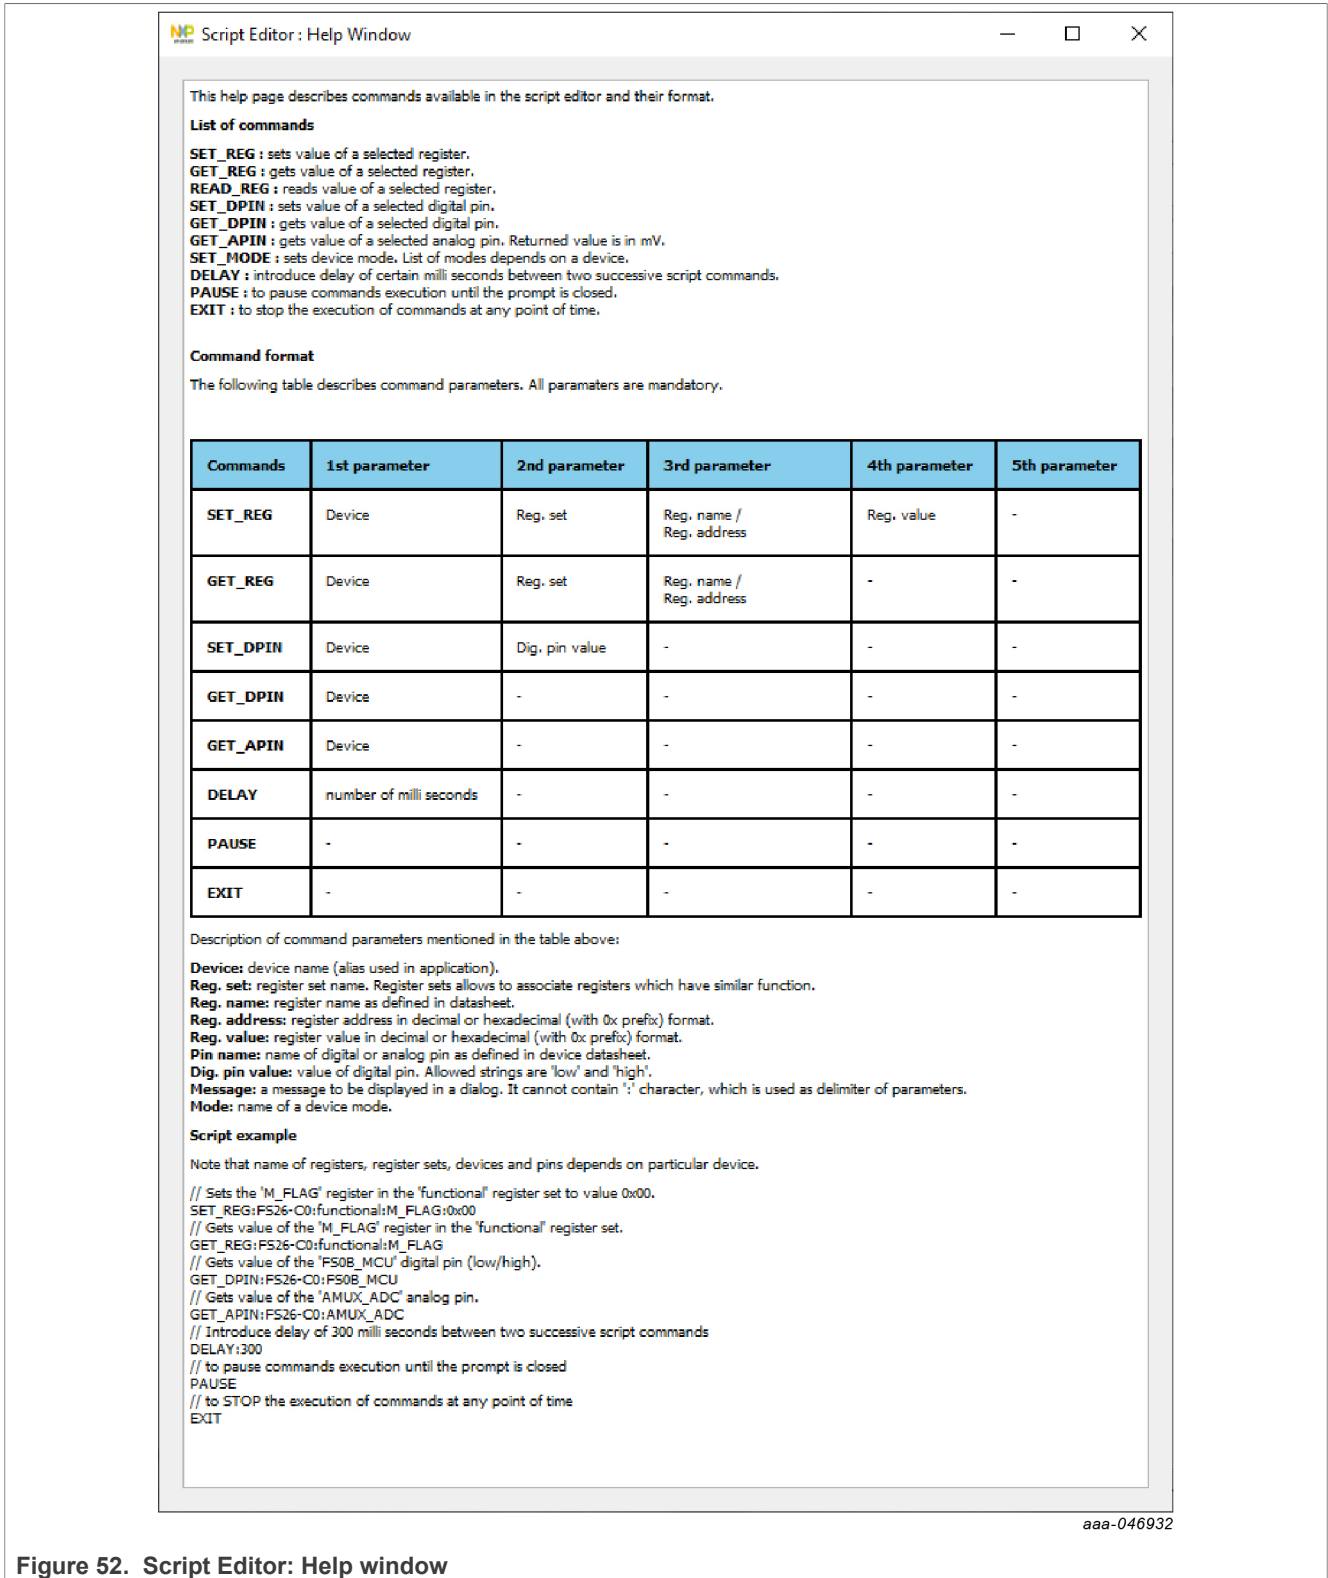 NXP Script Editor : Help Window
This help page describes commands available in the script editor and their format.
List of commands
SET_REG : sets value of a selected register.
GET_REG : gets value of a selected register.
READ_REG : reads value of a selected register.
SET_DPIN : sets value of a selected digital pin.
GET_DPIN : gets value of a selected digital pin.
GET_APIN : gets value of a selected analog pin. Returned value is in mV.
SET_MODE : sets device mode. List of modes depends on a device.
DELAY : introduce delay of certain milli seconds between two successive script commands.
PAUSE : to pause commands execution until the prompt is closed.
EXIT : to stop the execution of commands at any point of time.
Command format
The following table describes command parameters. All paramaters are mandatory.
Commands 1st parameter 2nd parameter 3rd parameter 4th parameter 5th parameter
SET_REG Device Reg. set Reg. name / Reg. value -
Reg. address
GET_REG Device Reg. set Reg. name / - -
Reg. address
SET_DPIN Device Dig. pin value - - -
GET_DPIN Device - - - -
GET_APIN Device - - - -
DELAY number of milli seconds - - - -
PAUSE - - - - -
EXIT - - - - -
Description of command parameters mentioned in the table above:
Device: device name (alias used in application).
Reg. set: register set name. Register sets allows to associate registers which have similar function.
Reg. name: register name as defined in datasheet.
Reg. address: register address in decimal or hexadecimal (with 0x prefix) format.
Reg. value: register value in decimal or hexadecimal (with 0x prefix) format.
Pin name: name of digital or analog pin as defined in device datasheet.
Dig. pin value: value of digital pin. Allowed strings are 'low' and 'high'.
Message: a message to be displayed in a dialog. It cannot contain ':' character, which is used as delimiter of parameters.
Mode: name of a device mode.
Script example
Note that name of registers, register sets, devices and pins depends on particular device.
// Sets the 'M_FLAG' register in the 'functional' register set to value 0x00.
SET_REG:FS26-C0:functional:M_FLAG:0x00
// Gets value of the 'M_FLAG' register in the 'functional' register set.
GET_REG:FS26-C0:functional:M_FLAG
// Gets value of the 'FS0B_MCU' digital pin (low/high).
GET_DPIN:FS26-C0:FS0B_MCU
// Gets value of the 'AMUX_ADC' analog pin.
GET_APIN:FS26-C0:AMUX_ADC
// Introduce delay of 300 milli seconds between two successive script commands
DELAY:300
// to pause commands execution until the prompt is closed
PAUSE
// to STOP the execution of commands at any point of time
EXIT
aaa-046932
Figure 52. Script Editor: Help window